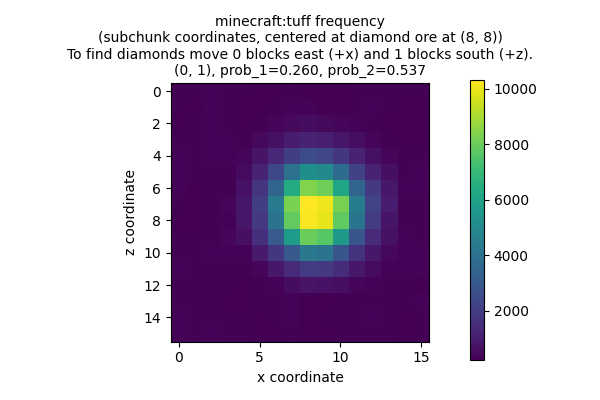 minecraft:tuff frequency
(subchunk coordinates, centered at diamond ore at (8, 8))
To find diamonds move 0 blocks east (+x) and 1 blocks south (+z).
(0, 1), prob_1=0.260, prob_2=0.537
0
2
4
6
8
10
12
14
z coordinate
0
5
10
15
x coordinate
10000
8000
6000
4000
2000